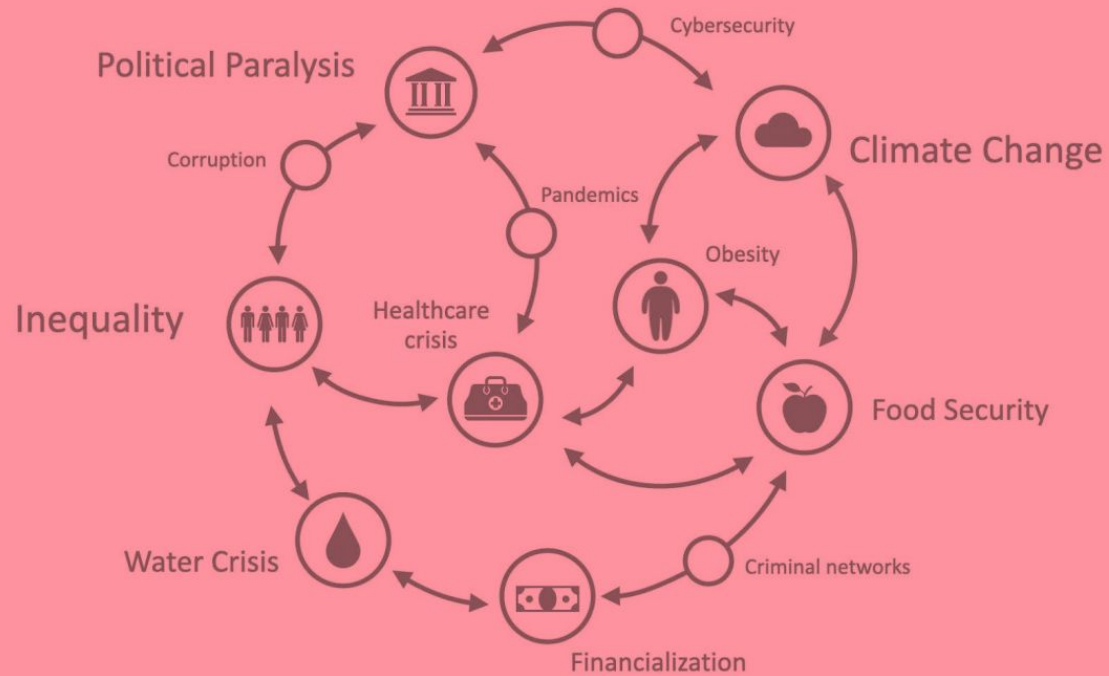 Cybersecurity
Political Paralysis
Climate Change
Corruption
Pandemics
Obesity
Inequality
Healthcare
crisis
Food Security
Water Crisis
Criminal networks
Financialization